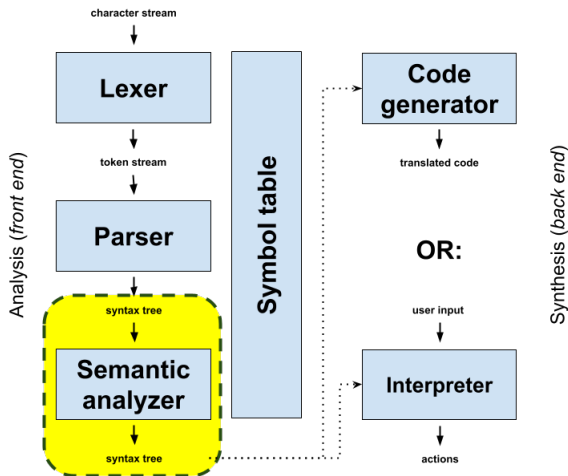 character stream
Lexer
token stream
Parser
syntax tree
Semantic
analyzer
syntax tree
Analysis (front end)
Symbol table
Code
generator
translated code
OR:
user input
Interpreter
actions
Synthesis (back end)